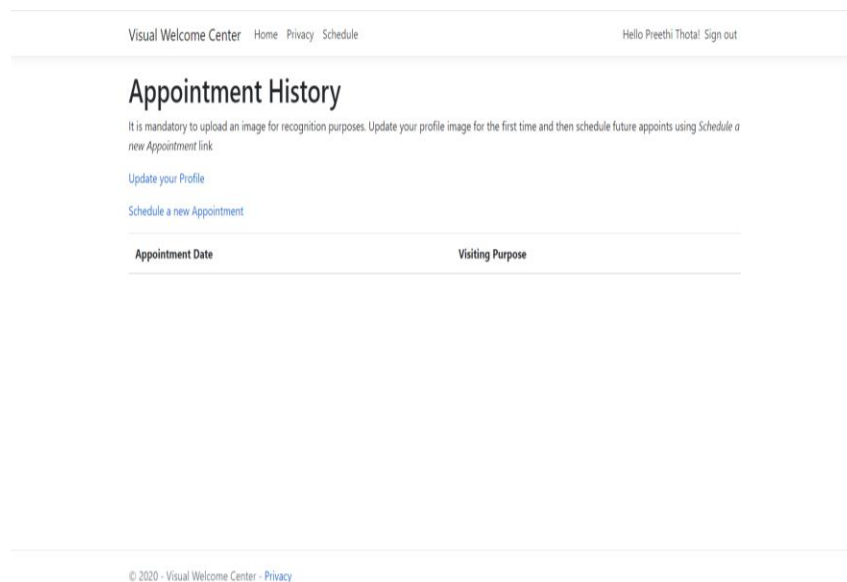 Visual Welcome Center Home Privacy Schedule Hello Preethi Thota! Sign out
Appointment History
It is mandatory to upload an image for recognition purposes. Update your profile image for the first time and then schedule future appoints using Schedule a
new Appointment link
Update your Profile
Schedule a new Appointment
Appointment Date Visiting Purpose
© 2020 - Visual Welcome Center - Privacy